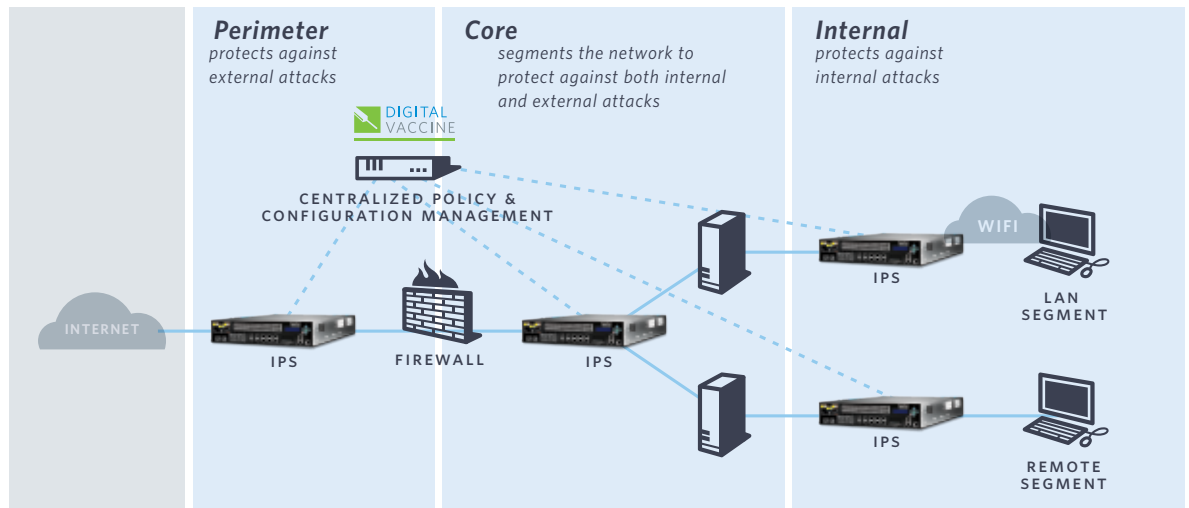 Perimeter
protects against
external attacks
Core
segments the network to
protect against both internal
and external attacks
Internal
protects against
internal attacks
DIGITAL
VACCINE
CENTRALIZED POLICY &
CONFIGURATION MANAGEMENT
INTERNET
IPS
FIREWALL
IPS
IPS
WIFI
LAN
SEGMENT
IPS
REMOTE
SEGMENT